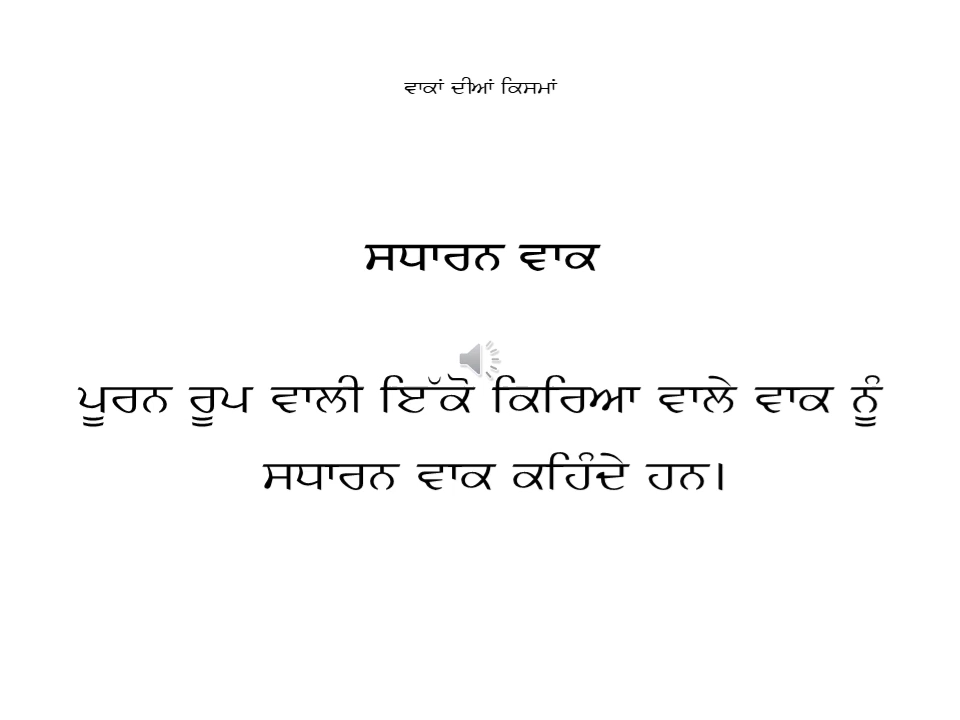 ਵਾਕਾਂ ਦੀਆਂ ਕਿਸਮਾਂ
ਸਧਾਰਨ ਵਾਕ
ਪੂਰਨ ਰੂਪ ਵਾਲੀ ਇੱਕੋ ਕਿਰਿਆ ਵਾਲੇ ਵਾਕ ਨੂੰ
ਸਧਾਰਨ ਵਾਕ ਕਹਿੰਦੇ ਹਨ।